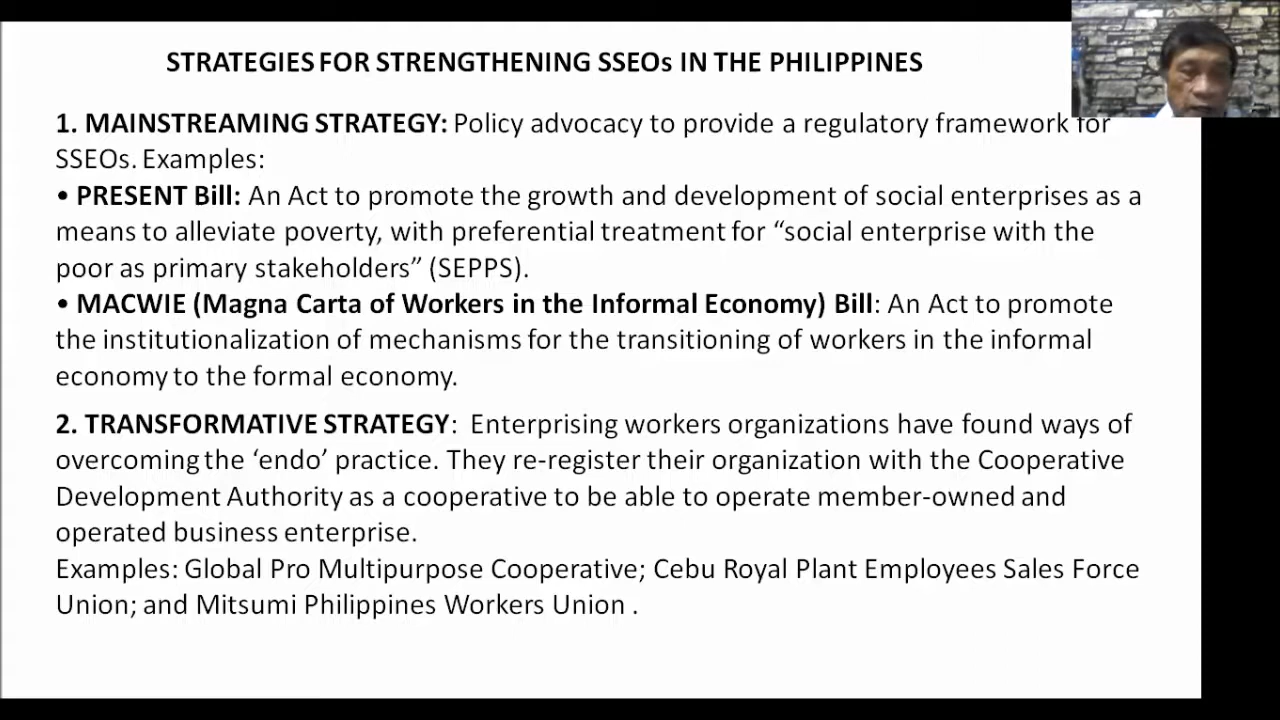 STRATEGIES FOR STRENGTHENING SSEOs IN THE PHILIPPINES
1. MAINSTREAMING STRATEGY: Policy advocacy to provide a regulatory framework for
SSEOs. Examples:
• PRESENT Bill: An Act to promote the growth and development of social enterprises as a
means to alleviate poverty, with preferential treatment for “social enterprise with the
poor as primary stakeholders” (SEPPS).
• MACWIE (Magna Carta of Workers in the Informal Economy) Bill: An Act to promote
the institutionalization of mechanisms for the transitioning of workers in the informal
economy to the formal economy.
2. TRANSFORMATIVE STRATEGY: Enterprising workers organizations have found ways of
overcoming the ‘endo’ practice. They re-register their organization with the Cooperative
Development Authority as a cooperative to be able to operate member-owned and
operated business enterprise.
Examples: Global Pro Multipurpose Cooperative; Cebu Royal Plant Employees Sales Force
Union; and Mitsumi Philippines Workers Union .